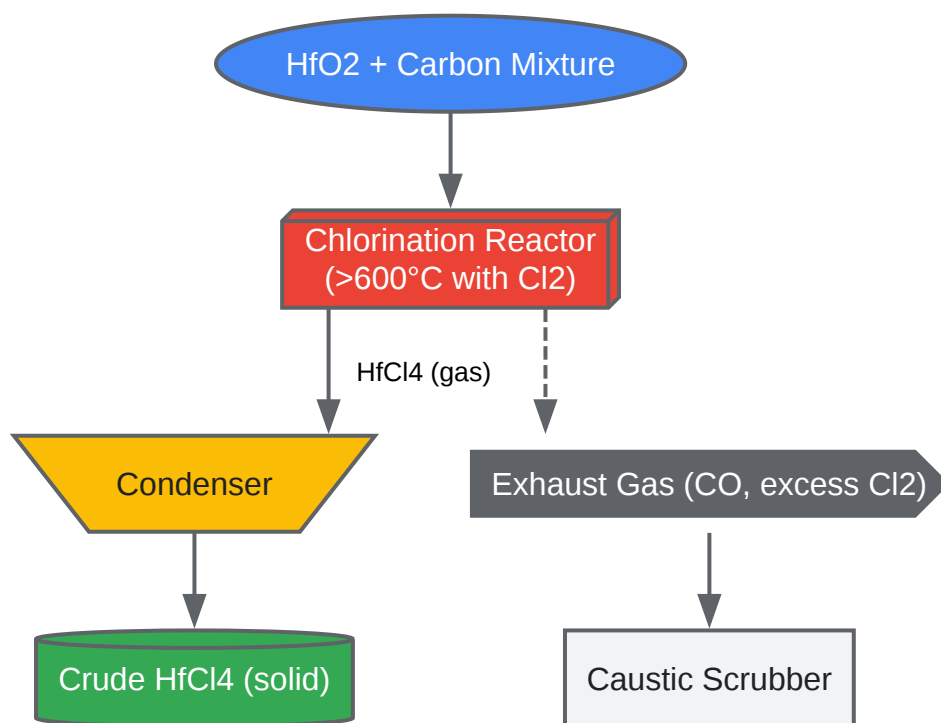 HfO2 + Carbon Mixture
Chlorination Reactor
(>600°C with Cl2)
HfCl4 (gas)
Condenser
Exhaust Gas (CO, excess Cl2)
Crude HfCl4 (solid)
Caustic Scrubber